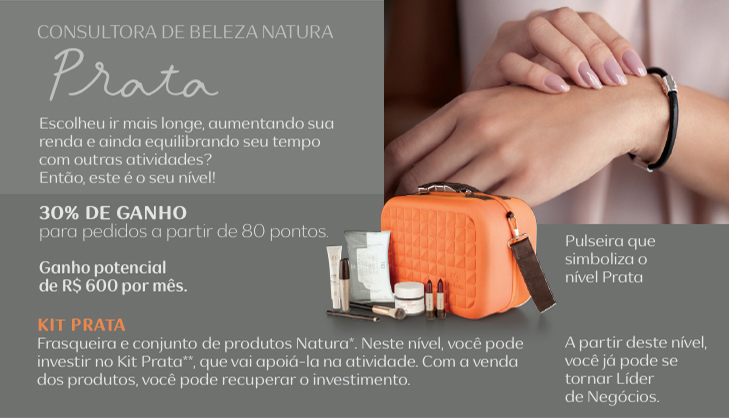 CONSULTORA DE BELEZA NATURA
Prata
Escolheu ir mais longe, aumentando sua
renda e ainda equilibrando seu tempo
com outras atividades?
Então, este é o seu nível!
30% DE GANHO
para pedidos a partir de 80 pontos.
Ganho potencial
de R$ 600 por mês.
KIT PRATA
Frasqueira e conjunto de produtos Natura*. Neste nível, você pode
investir no Kit Prata**, que vai apoiá-la na atividade. Com a venda
dos produtos, você pode recuperar o investimento.
Pulseira que
simboliza o
nível Prata
A partir deste nível,
você já pode se
tornar Líder
de Negócios.